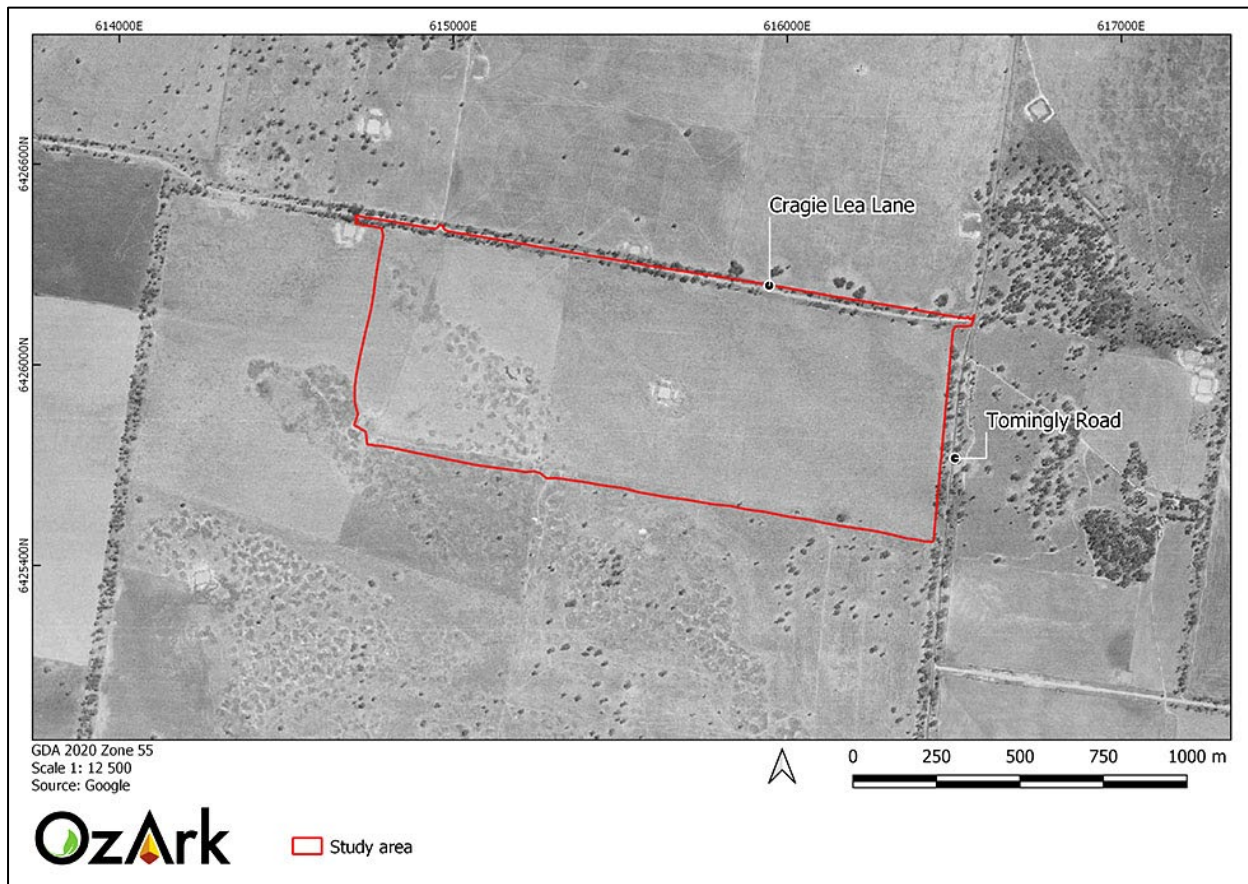 614000E
615000E
616000E
617000E
6426600N
6426000N
6425400N
Cragie Lea Lane
Tomingly Road
GDA 2020 Zone 55
Scale 1: 12 500
Source: Google
0 250 500 750 1000 m
OzArk
Study area